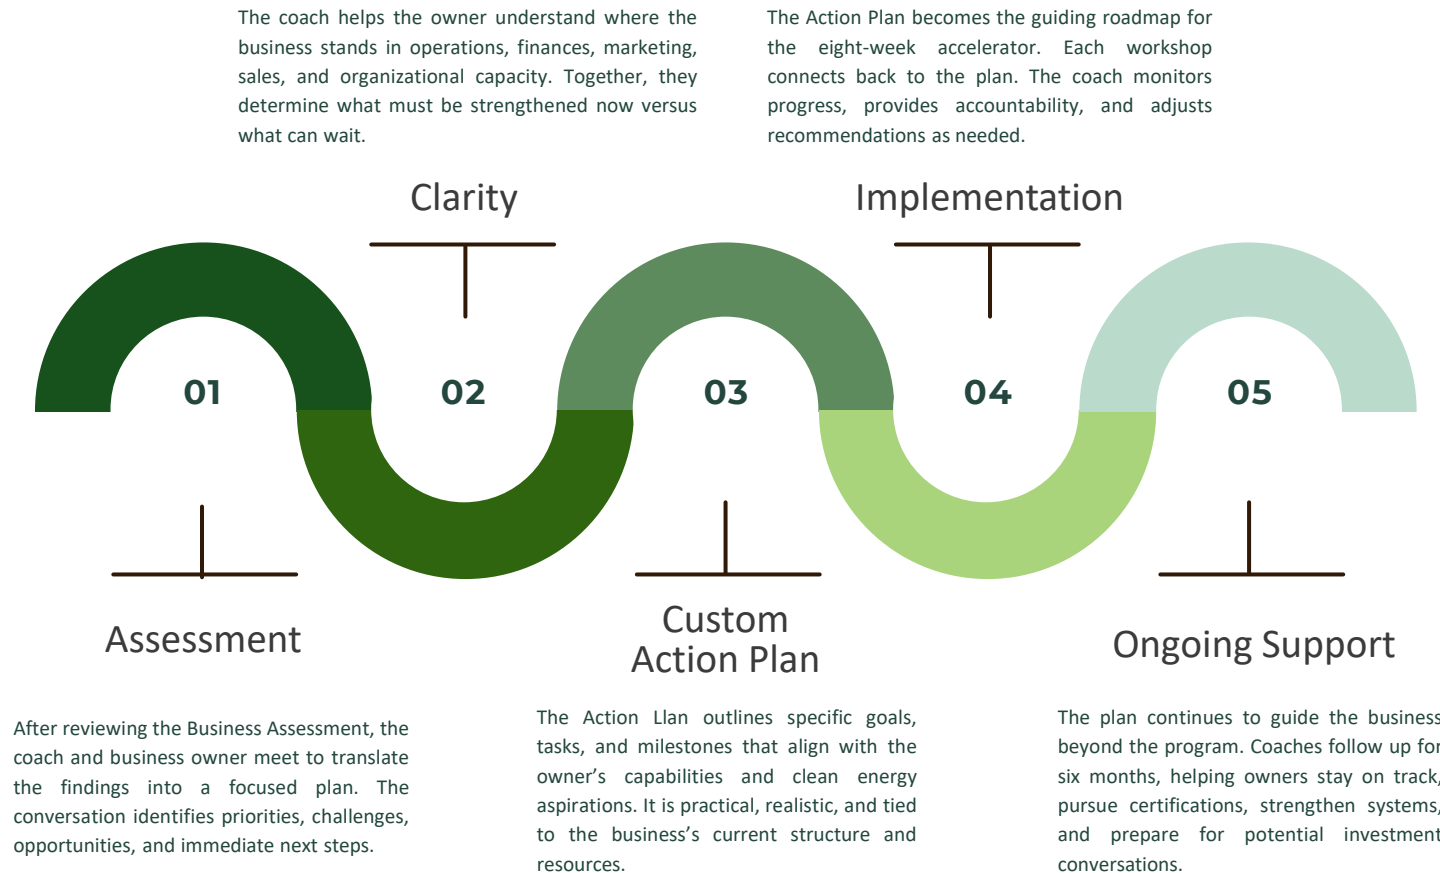 The coach helps the owner understand where the
business stands in operations, finances, marketing,
sales, and organizational capacity. Together, they
determine what must be strengthened now versus
what can wait.
The Action Plan becomes the guiding roadmap for
the eight-week accelerator. Each workshop
connects back to the plan. The coach monitors
progress, provides accountability, and adjusts
recommendations as needed.
Clarity
Implementation
01
02
03
04
05
Assessment
Custom
Action Plan
Ongoing Support
After reviewing the Business Assessment, the
coach and business owner meet to translate
the findings into a focused plan. The
conversation identifies priorities, challenges,
opportunities, and immediate next steps.
The Action Llan outlines specific goals,
tasks, and milestones that align with the
owner’s capabilities and clean energy
aspirations. It is practical, realistic, and tied
to the business’s current structure and
resources.
The plan continues to guide the business
beyond the program. Coaches follow up for
six months, helping owners stay on track,
pursue certifications, strengthen systems,
and prepare for potential investment
conversations.